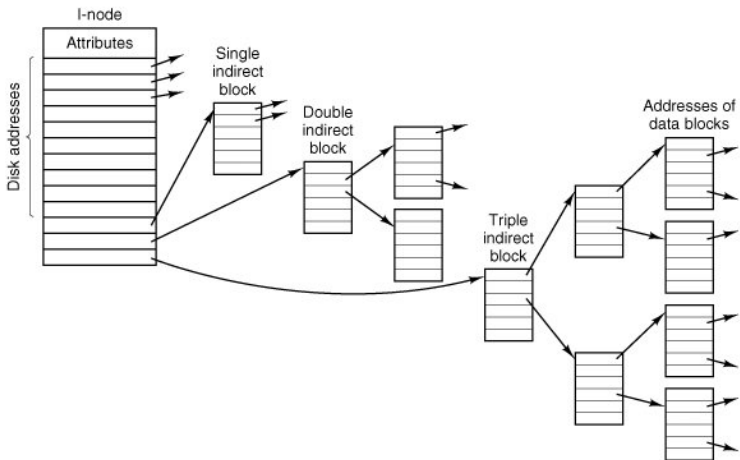 I-node
Attributes
Disk addresses
Single
indirect
block
Double
indirect
block
Triple
indirect
block
Addresses of
data blocks